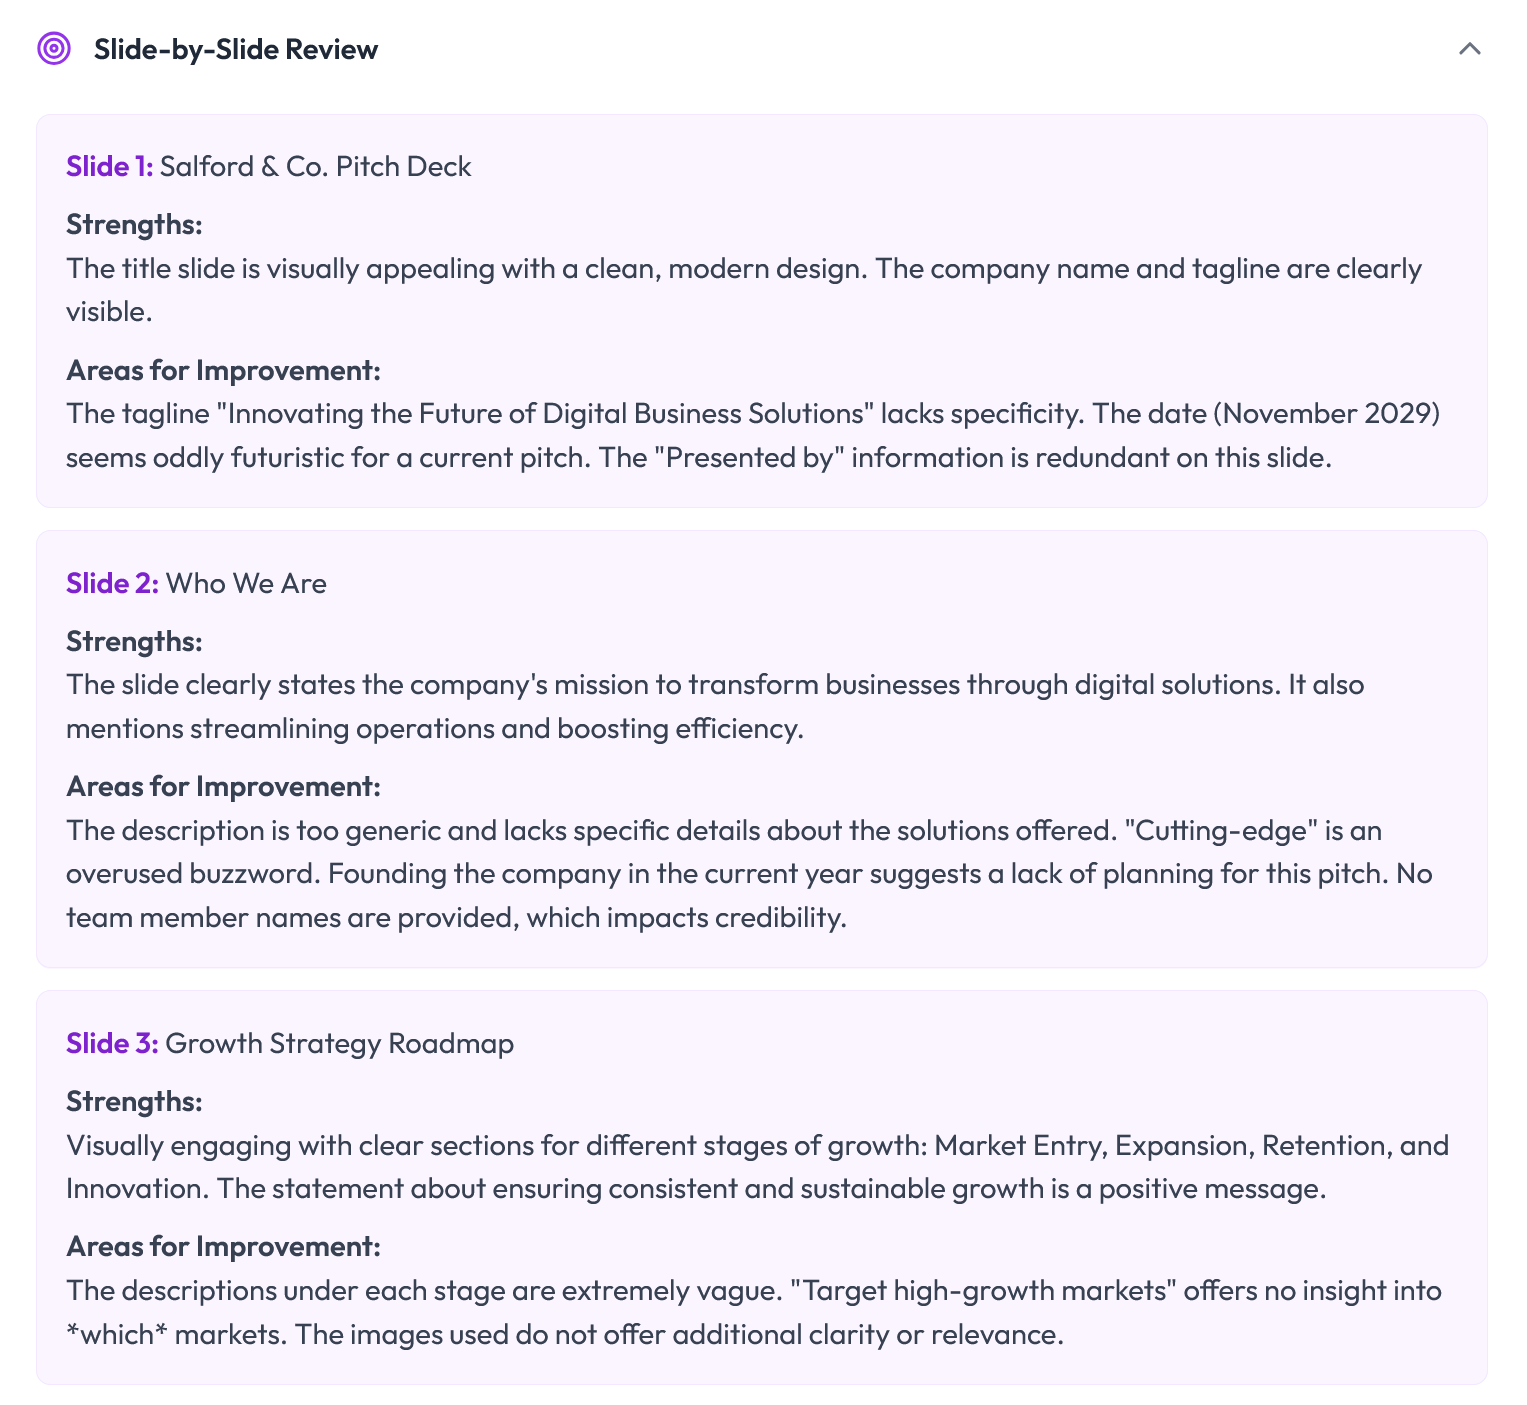 Slide-by-Slide Review
Slide 1: Salford & Co. Pitch Deck
Strengths:
The title slide is visually appealing with a clean, modern design. The company name and tagline are clearly
visible.
Areas for Improvement:
The tagline "Innovating the Future of Digital Business Solutions" lacks specificity. The date (November 2029)
seems oddly futuristic for a current pitch. The "Presented by" information is redundant on this slide.
Slide 2: Who We Are
Strengths:
The slide clearly states the company's mission to transform businesses through digital solutions. It also
mentions streamlining operations and boosting efficiency.
Areas for Improvement:
The description is too generic and lacks specific details about the solutions offered. "Cutting-edge" is an
overused buzzword. Founding the company in the current year suggests a lack of planning for this pitch. No
team member names are provided, which impacts credibility.
Slide 3: Growth Strategy Roadmap
Strengths:
Visually engaging with clear sections for different stages of growth: Market Entry, Expansion, Retention, and
Innovation. The statement about ensuring consistent and sustainable growth is a positive message.
Areas for Improvement:
The descriptions under each stage are extremely vague. "Target high-growth markets" offers no insight into
*which* markets. The images used do not offer additional clarity or relevance.